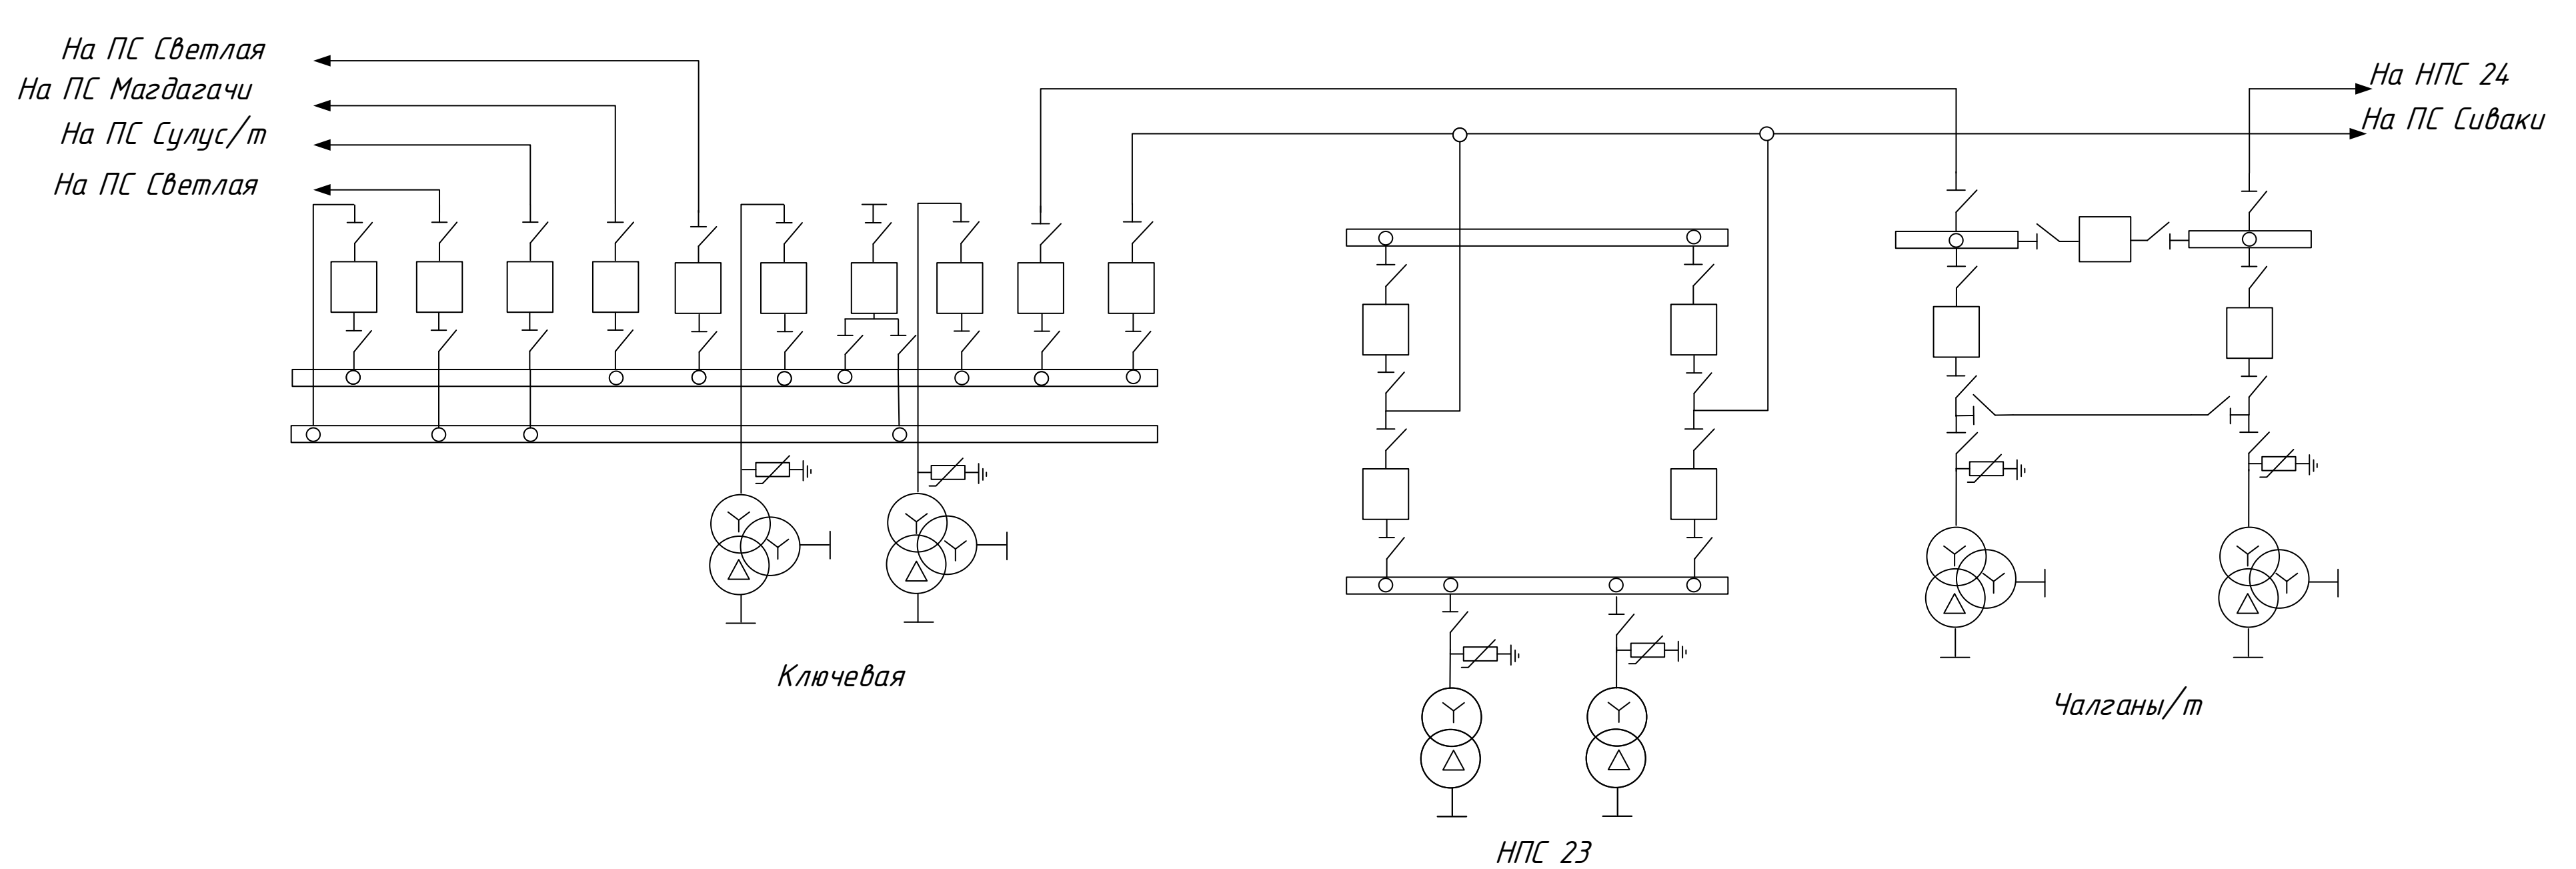 На ПС Светлая
На ПС Магдагачи
На ПС Сулус/т
На ПС Светлая
На НПС 24
На ПС Сиваки
Ключевая
НПС 23
Чалганы/т